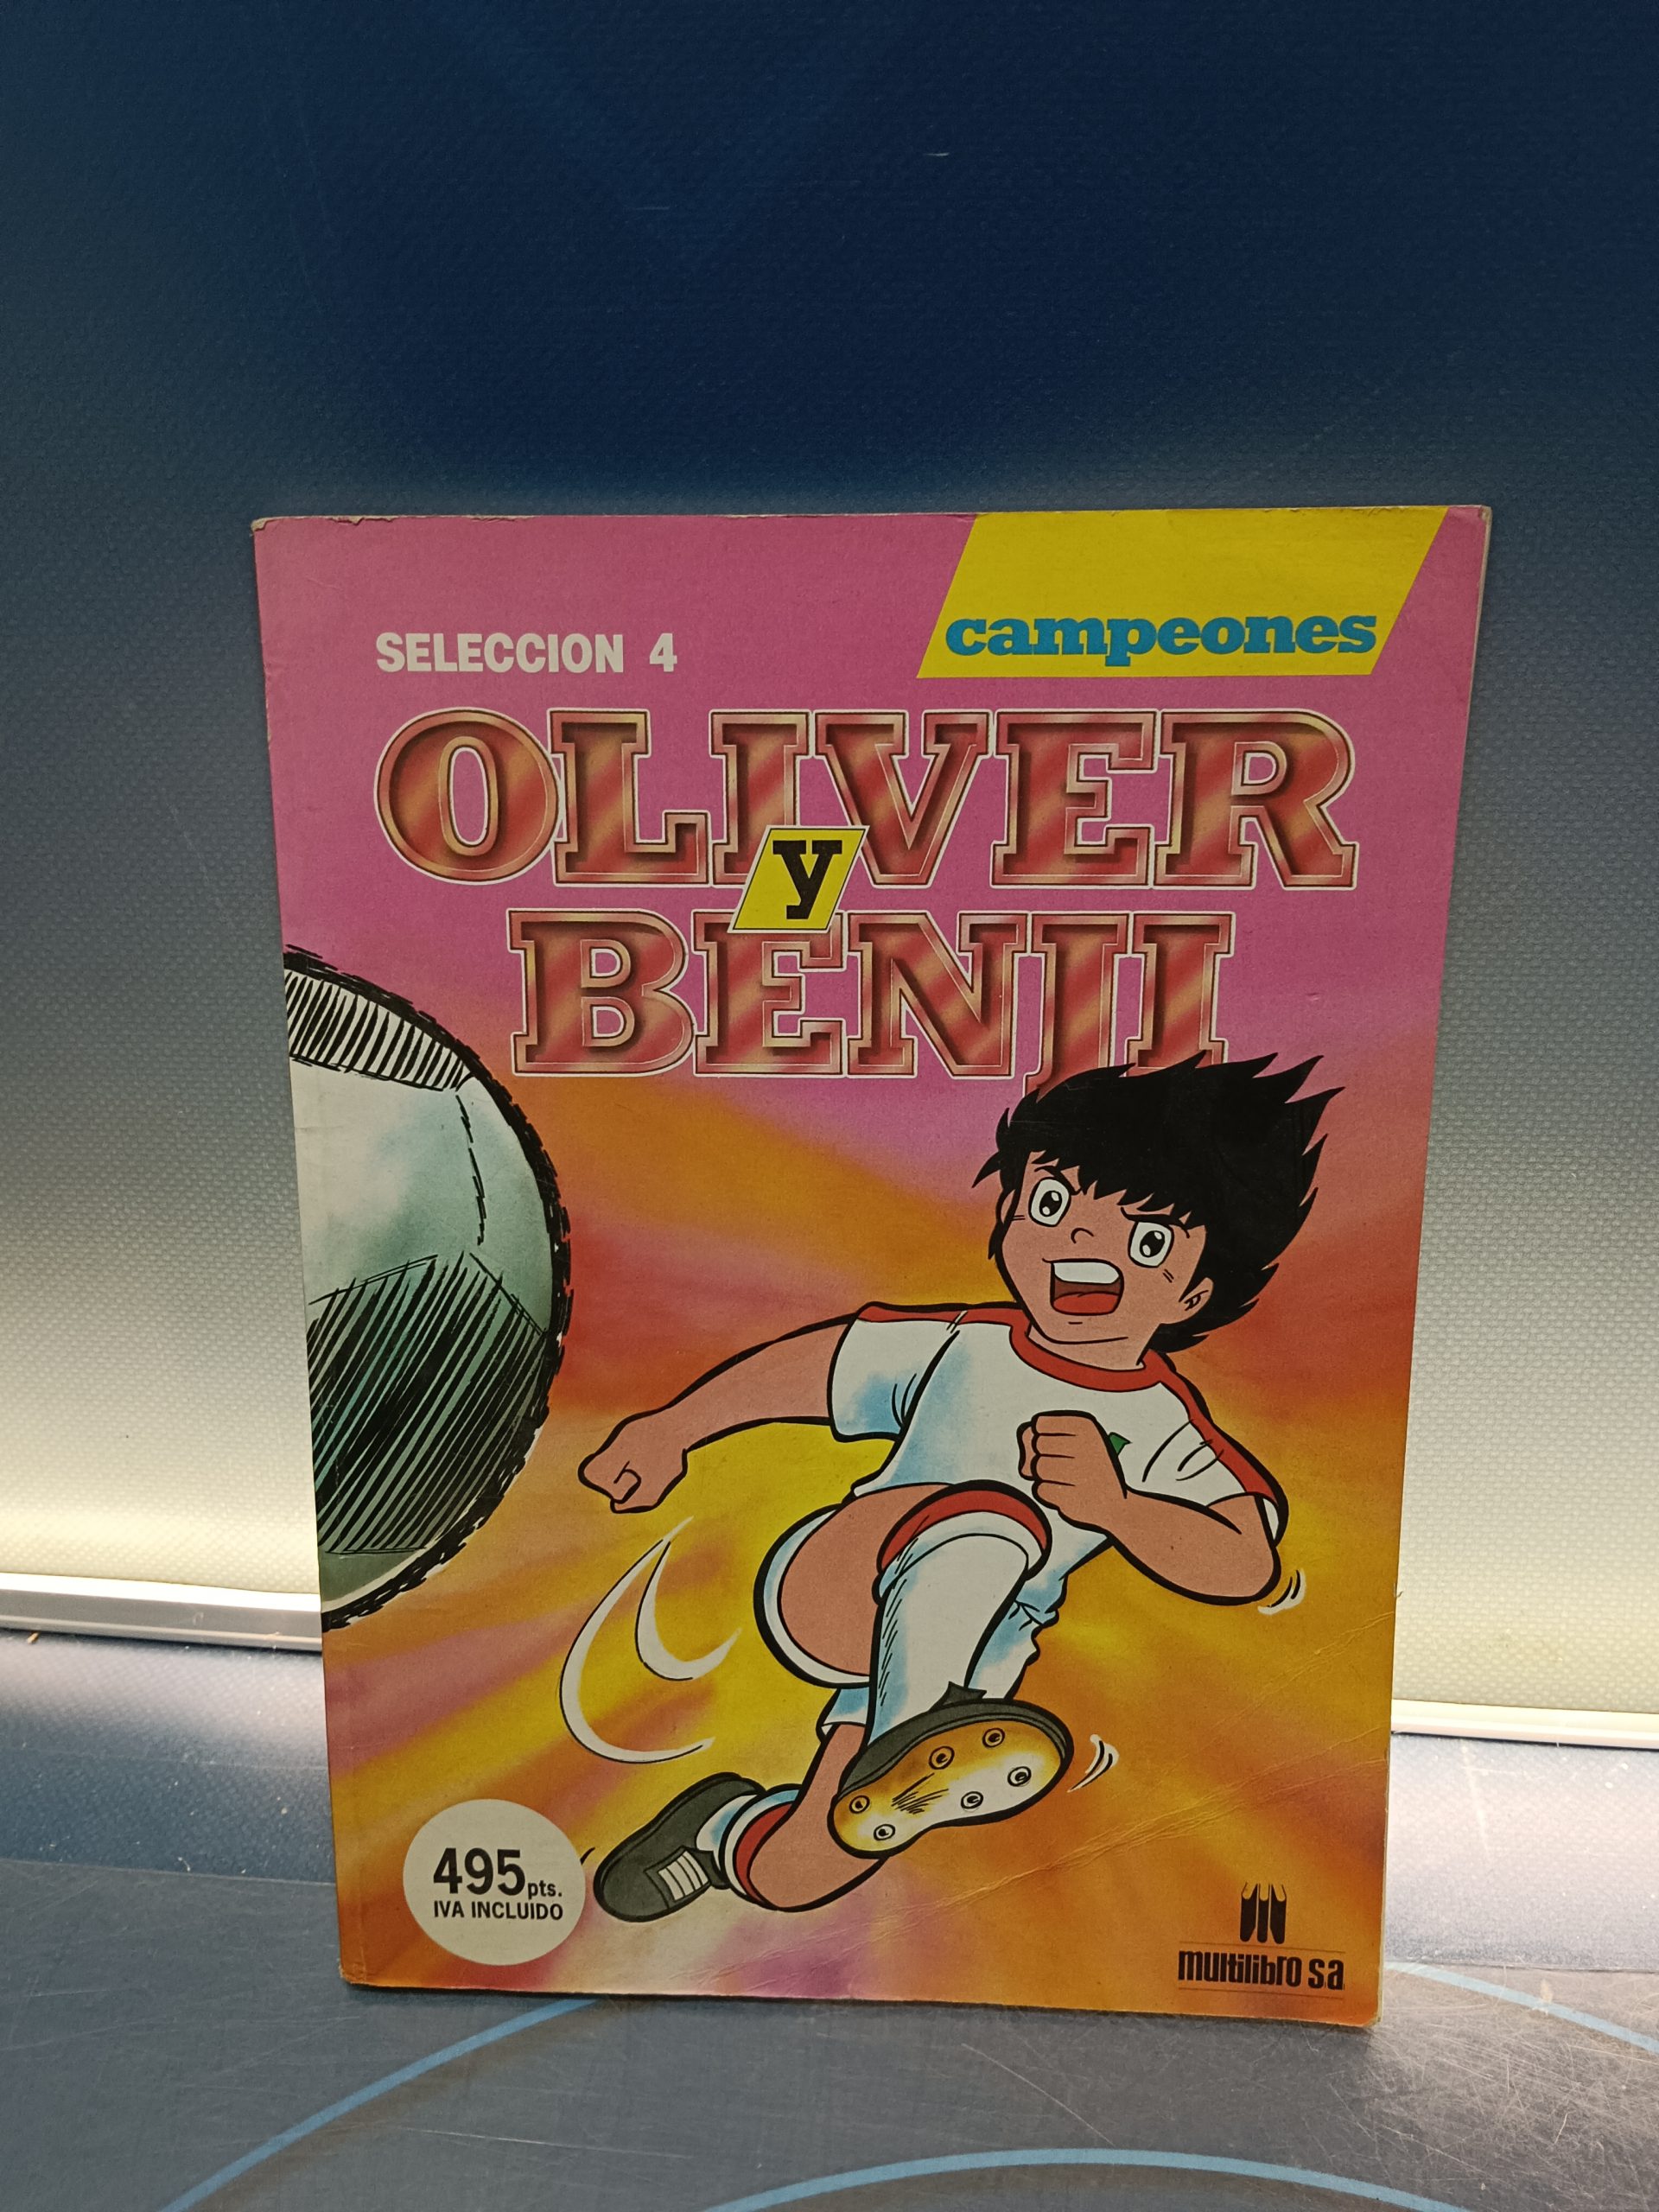 SELECCION 4
campeones
OLIVER
y
BENJI
495 pts.
IVA INCLUIDO
multilibro sa